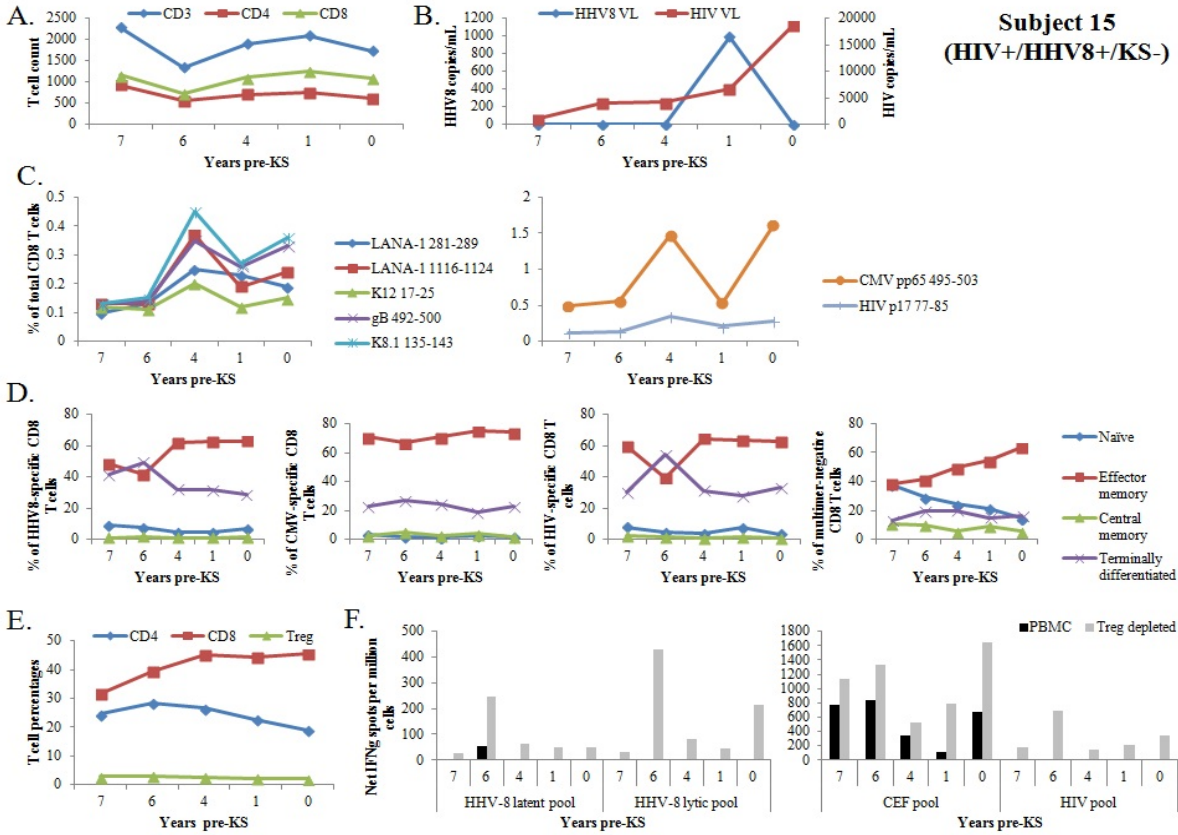 A.
CD3 CD4 CD8
T cell count
2500
2000
1500
1000
500
0
7 6 4 1 0
Years pre-KS
B.
HHV8 VL HIV VL
HHV8 copies/mL
1200
1000
800
600
400
200
0
20000
15000
10000
5000
0
HIV copies/mL
7 6 4 1 0
Years pre-KS
Subject 15
(HIV+/HHV8+/KS-)
C.
% of total CD8 T cells
0.5
0.4
0.3
0.2
0.1
0
7 6 4 1 0
Years pre-KS
LANA-1 281-289
LANA-1 1116-1124
K12 17-25
gB 492-500
K8.1 135-143
2
1.5
1
0.5
0
7 6 4 1 0
Years pre-KS
CMV pp65 495-503
HIV p17 77-85
D.
% of HHV8-specific CD8
T cells
80
60
40
20
0
7 6 4 1 0
Years pre-KS
% of CMV-specific CD8
T cells
80
60
40
20
0
7 6 4 1 0
Years pre-KS
% of HIV-specific CD8 T
cells
80
60
40
20
0
7 6 4 1 0
Years pre-KS
% of multimer-negative
CD8 T cells
80
60
40
20
0
7 6 4 1 0
Years pre-KS
Naïve
Effector
memory
Central
memory
Terminally
differentiated
E.
CD4 CD8 Treg
T cell percentages
50
40
30
20
10
0
7 6 4 1 0
Years pre-KS
F.
Net IFNg spots per million
cells
500
400
300
200
100
0
7 6 4 1 0 7 6 4 1 0
HHV-8 latent pool HHV-8 lytic pool
Years pre-KS
PBMC Treg depleted
1800
1600
1400
1200
1000
800
600
400
200
0
7 6 4 1 0 7 6 4 1 0
CEF pool HIV pool
Years pre-KS